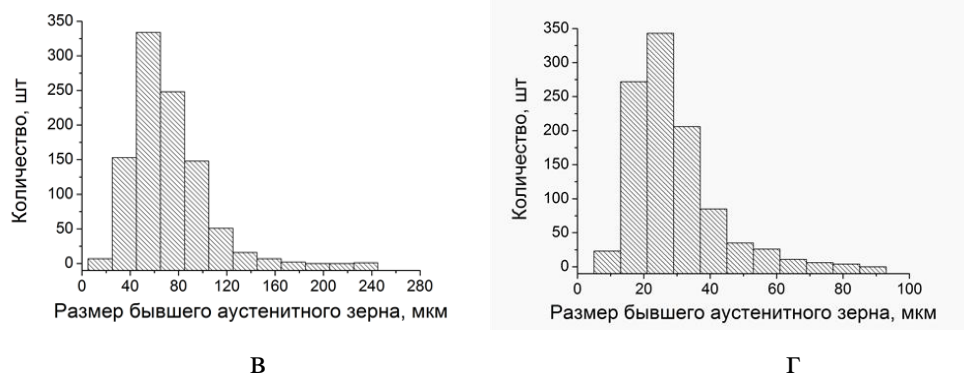 350
300
250
200
150
100
50
0
Количество, шт
0 40 80 120 160 200 240 280
Размер бывшего аустенитного зерна, мкм
в
350
300
250
200
150
100
50
0
Количество, шт
0 20 40 60 80 100
Размер бывшего аустенитного зерна, мкм
г